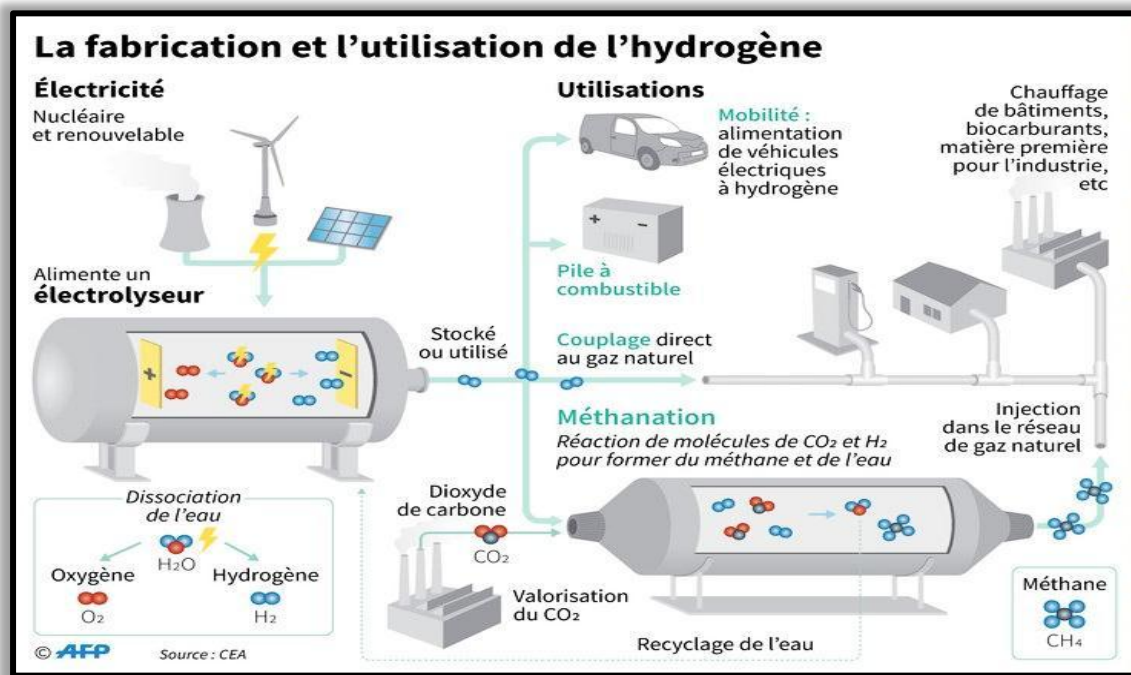 La fabrication et l'utilisation de l'hydrogène
Électricité
Nucléaire
et renouvelable
Alimente un
électrolyseur
+
−
Stocké
ou utilisé
Utilisations
Mobilité :
alimentation
de véhicules
électriques
à hydrogène
+
−
Pile à
combustible
Couplage direct
au gaz naturel
Chauffage
de bâtiments,
biocarburants,
matière première
pour l'industrie,
etc
Méthanation
Réaction de molécules de CO₂ et H₂
pour former du méthane et de l'eau
Injection
dans le réseau
de gaz naturel
Dioxyde
de carbone
CO₂
Valorisation
du CO₂
Recyclage de l'eau
Dissociation
de l'eau
H₂O
Oxygène
O₂
Hydrogène
H₂
Méthane
CH₄
© AFP
Source : CEA